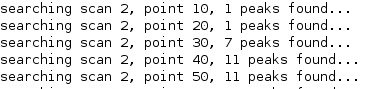 searching scan 2, point 10, 1 peaks found...
searching scan 2, point 20, 1 peaks found...
searching scan 2, point 30, 7 peaks found...
searching scan 2, point 40, 11 peaks found...
searching scan 2, point 50, 11 peaks found...